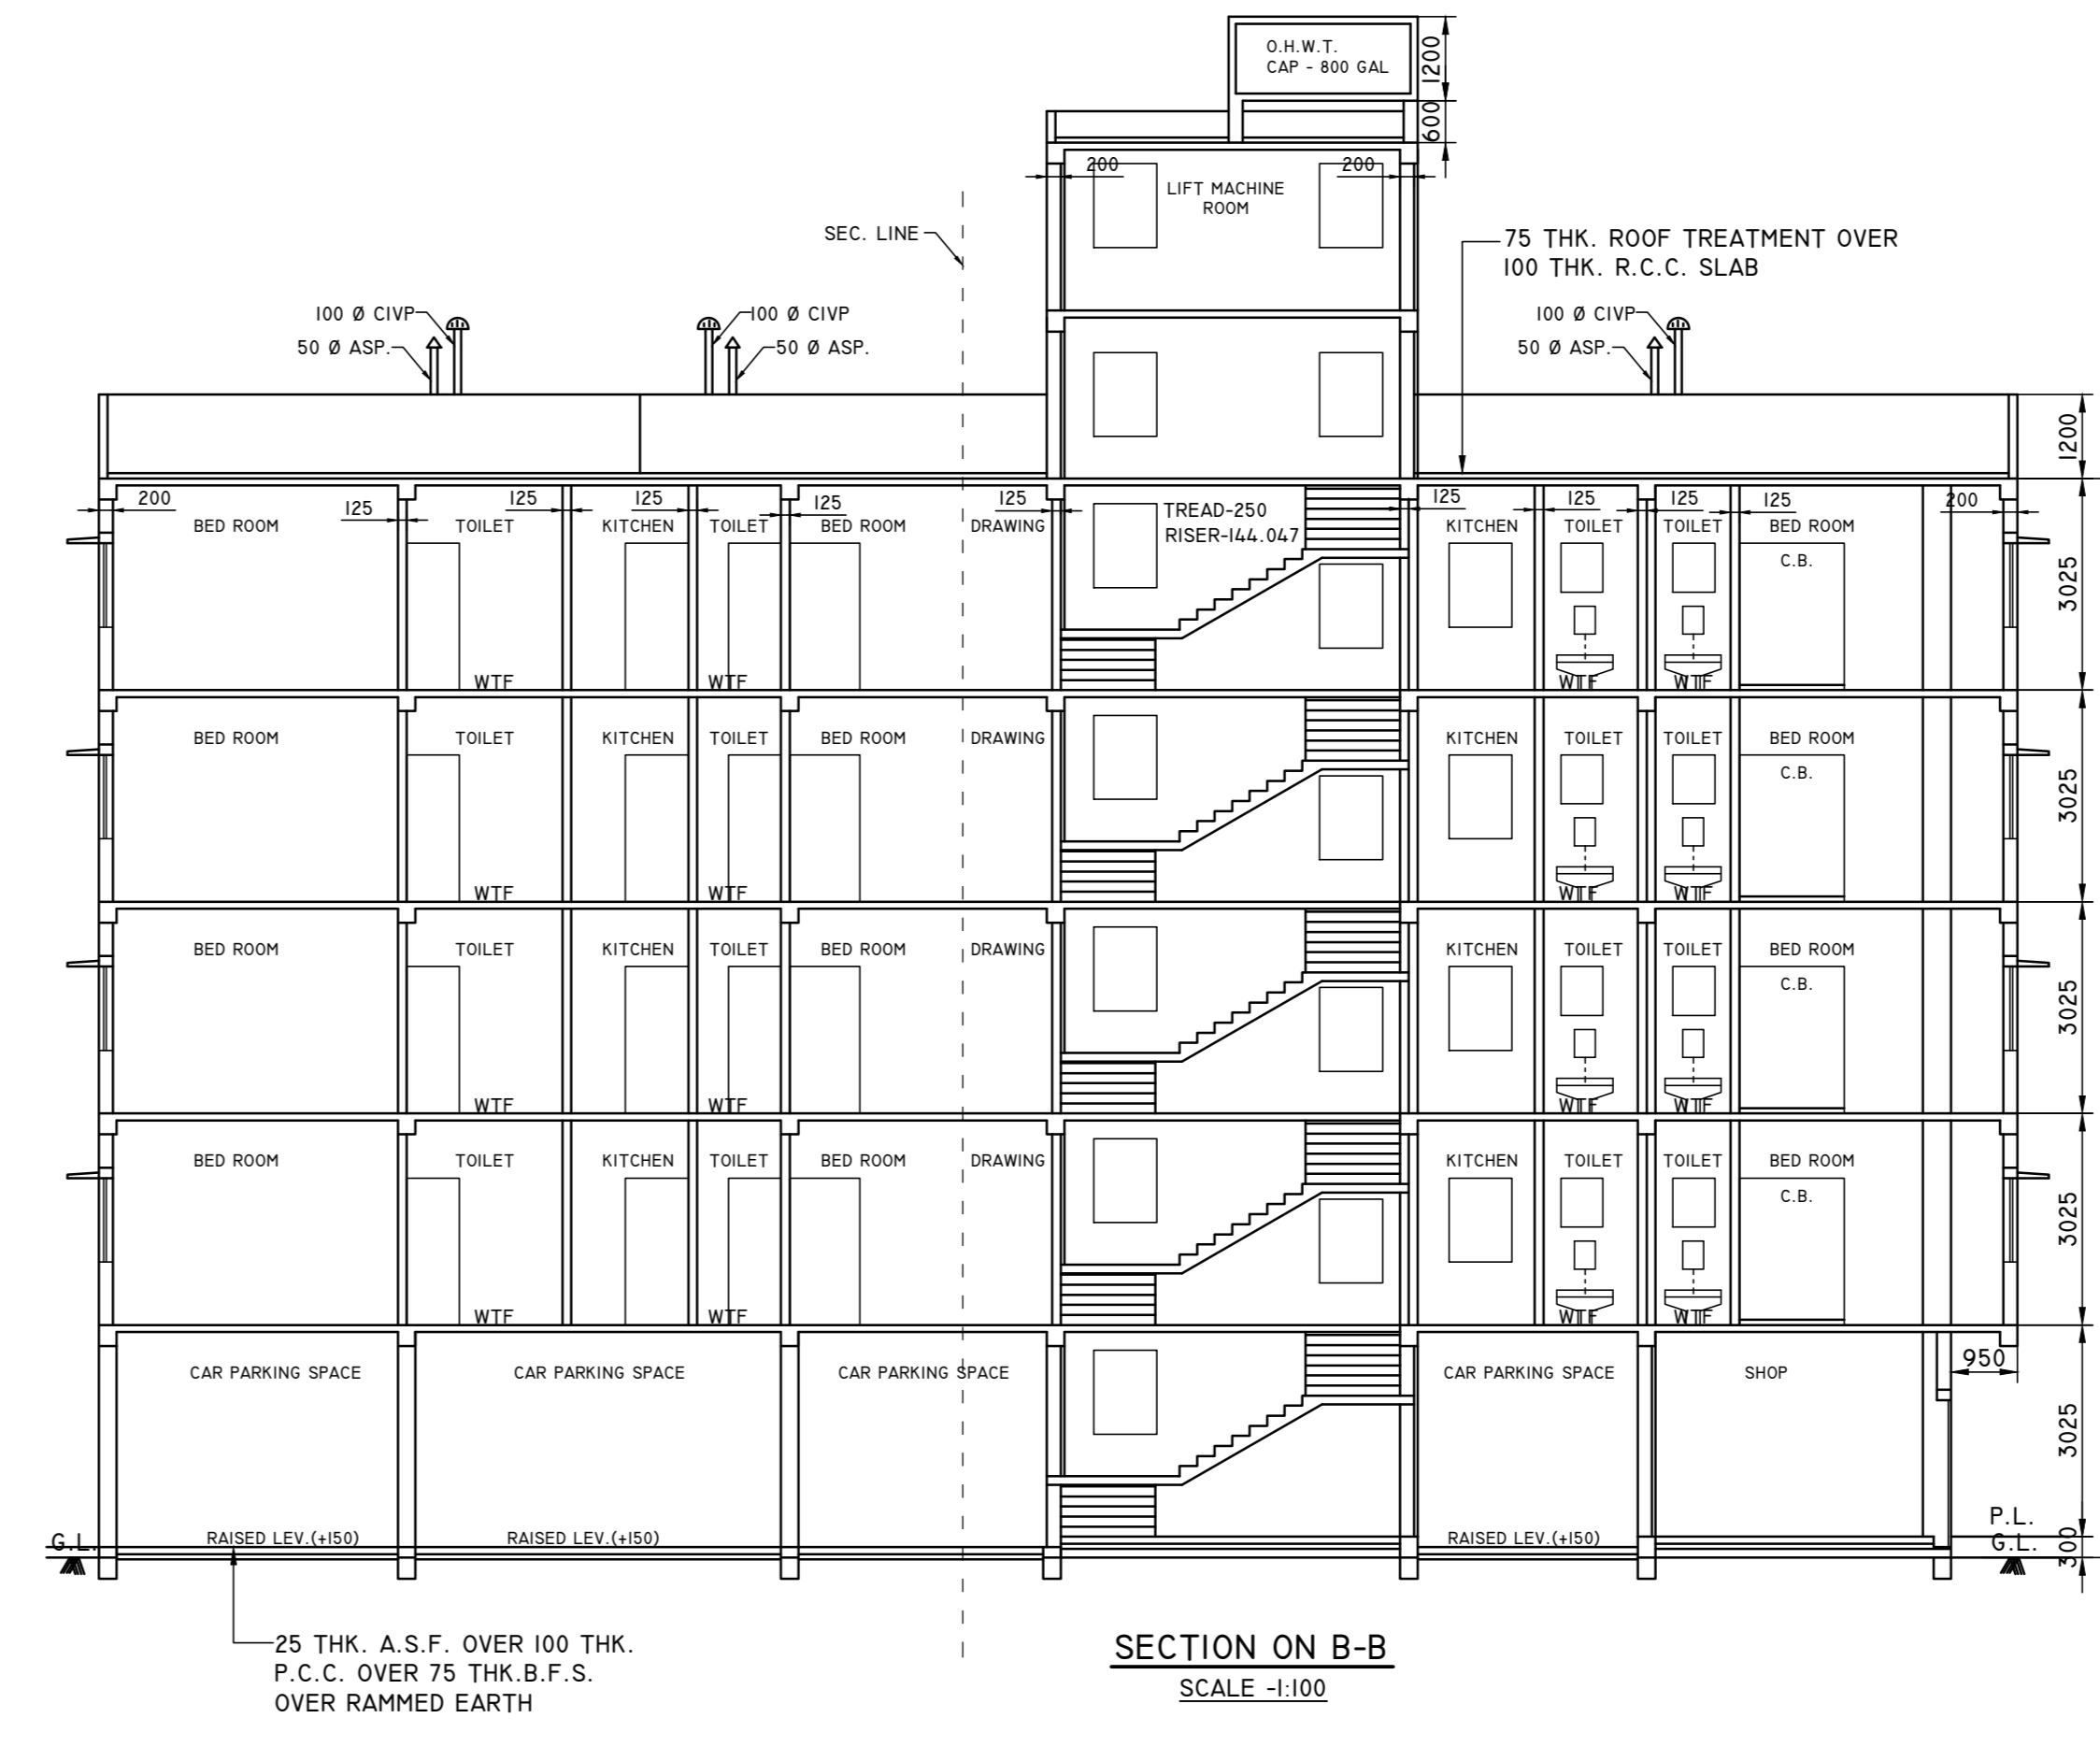 O.H.W.T.
CAP - 800 GAL
1200
600
200
200
LIFT MACHINE
ROOM
SEC. LINE
75 THK. ROOF TREATMENT OVER
100 THK. R.C.C. SLAB
100 Ø CIVP
50 Ø ASP.
100 Ø CIVP
50 Ø ASP.
100 Ø CIVP
50 Ø ASP.
1200
200
125
125
125
125
125
125
125
125
125
200
TREAD-250
RISER-144.047
BED ROOM
TOILET
KITCHEN
TOILET
BED ROOM
DRAWING
KITCHEN
TOILET
TOILET
BED ROOM
C.B.
3025
WTF
WTF
WTF
WTF
BED ROOM
TOILET
KITCHEN
TOILET
BED ROOM
DRAWING
KITCHEN
TOILET
TOILET
BED ROOM
C.B.
3025
WTF
WTF
WTF
WTF
BED ROOM
TOILET
KITCHEN
TOILET
BED ROOM
DRAWING
KITCHEN
TOILET
TOILET
BED ROOM
C.B.
3025
WTF
WTF
WTF
WTF
BED ROOM
TOILET
KITCHEN
TOILET
BED ROOM
DRAWING
KITCHEN
TOILET
TOILET
BED ROOM
C.B.
3025
WTF
WTF
WTF
WTF
CAR PARKING SPACE
CAR PARKING SPACE
CAR PARKING SPACE
CAR PARKING SPACE
SHOP
950
3025
G.L.
RAISED LEV.(+150)
RAISED LEV.(+150)
RAISED LEV.(+150)
P.L.
G.L.
300
25 THK. A.S.F. OVER 100 THK.
P.C.C. OVER 75 THK.B.F.S.
OVER RAMMED EARTH
SECTION ON B-B
SCALE -1:100